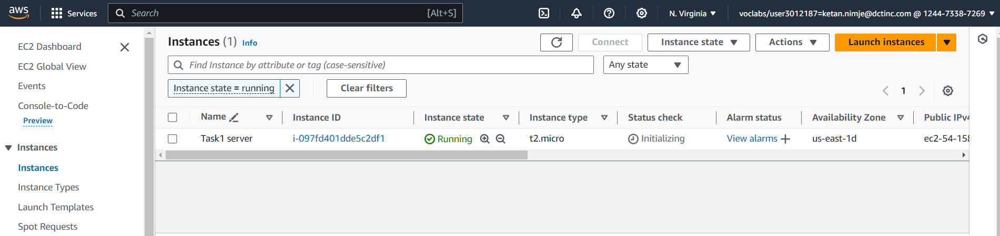 aws
Services
Search [Alt+S]
N. Virginia
voclabs/user3012187=ketan.nimje@dctinc.com @ 1244-7338-7269
EC2 Dashboard
EC2 Global View
Events
Console-to-Code
Preview
Instances
Instances
Instance Types
Launch Templates
Spot Requests
Instances (1) Info
Connect
Instance state
Actions
Launch instances
Find Instance by attribute or tag (case-sensitive)
Any state
Instance state = running
Clear filters
1
Name Instance ID Instance state Instance type Status check Alarm status Availability Zone Public IPv4
Task1 server i-097fd401dde5c2df1 Running t2.micro Initializing View alarms us-east-1d ec2-54-158